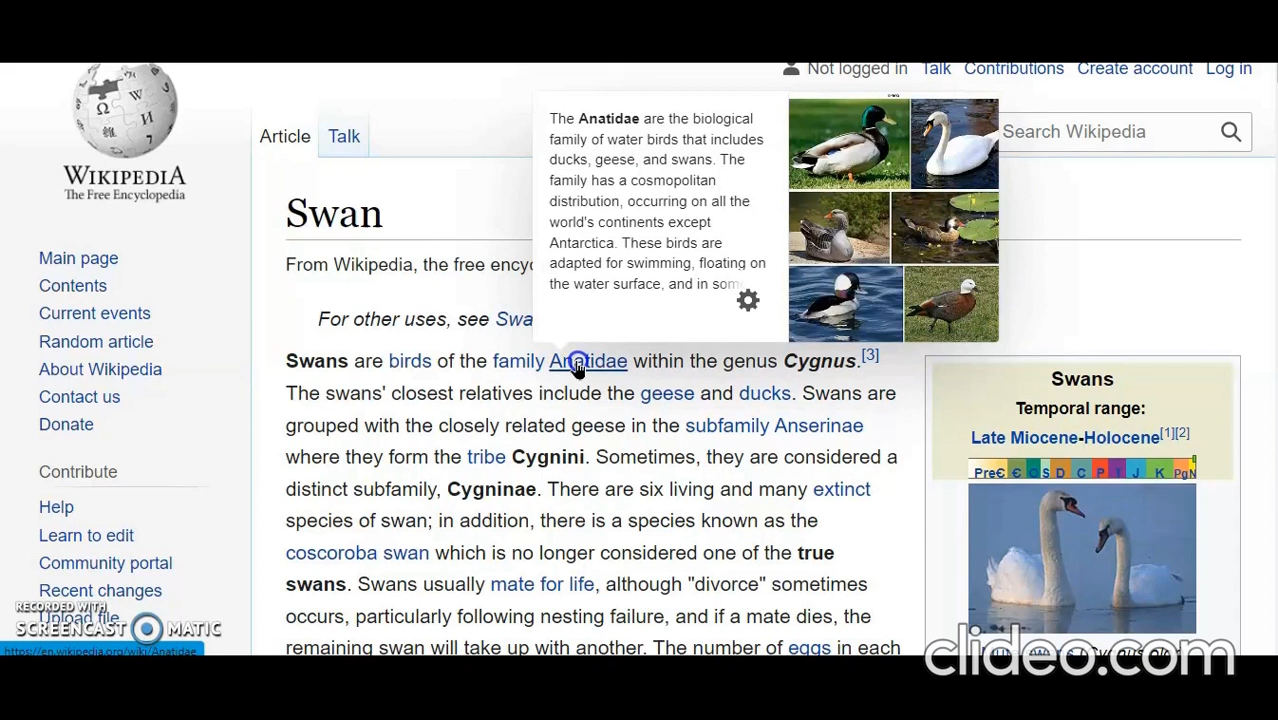 Not logged in Talk Contributions Create account Log in
Article Talk
Search Wikipedia
WIKIPEDIA
The Free Encyclopedia
Main page
Contents
Current events
Random article
About Wikipedia
Contact us
Donate
Contribute
Help
Learn to edit
Community portal
Recent changes
Upload file
RECORDED WITH
SCREENCAST MATIC
https://en.wikipedia.org/wiki/Anatidae
The Anatidae are the biological
family of water birds that includes
ducks, geese, and swans. The
family has a cosmopolitan
distribution, occurring on all the
world's continents except
Antarctica. These birds are
adapted for swimming, floating on
the water surface, and in som
Swan
From Wikipedia, the free ency
For other uses, see Swa
Swans are birds of the family Anatidae within the genus Cygnus.[3]
The swans' closest relatives include the geese and ducks. Swans are
grouped with the closely related geese in the subfamily Anserinae
where they form the tribe Cygnini. Sometimes, they are considered a
distinct subfamily, Cygninae. There are six living and many extinct
species of swan; in addition, there is a species known as the
coscoroba swan which is no longer considered one of the true
swans. Swans usually mate for life, although "divorce" sometimes
occurs, particularly following nesting failure, and if a mate dies, the
remaining swan will take up with another. The number of eggs in each
Swans
Temporal range:
Late Miocene-Holocene[1][2]
PreЄ Є O S D C P T J K Pg N
clideo.com